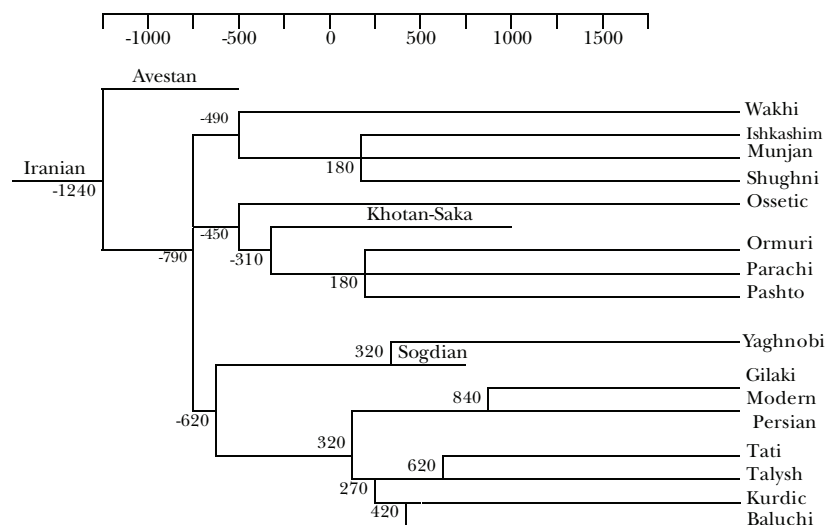 -1000 -500 0 500 1000 1500
Avestan
-490
Wakhi
Ishkashim
Iranian
180
Munjan
-1240
Shughni
Ossetic
Khotan-Saka
-450
-790
-310
Ormuri
180
Parachi
Pashto
Yaghnobi
320
Sogdian
Gilaki
840
Modern
Persian
-620
320
Tati
620
Talysh
270
Kurdic
420
Baluchi